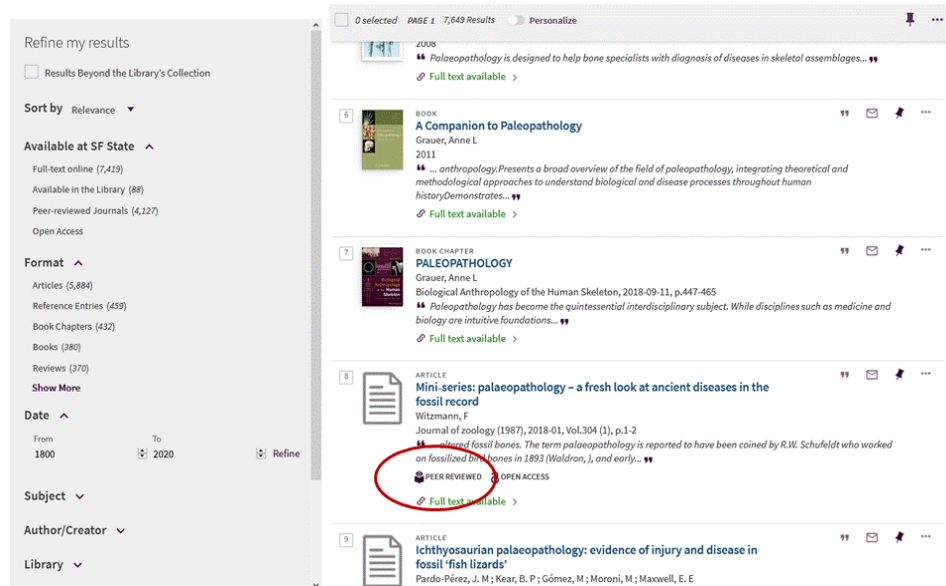 Refine my results
Results Beyond the Library's Collection
Sort by Relevance
Available at SF State
Full-text online (7,419)
Available in the Library (88)
Peer-reviewed Journals (4,127)
Open Access
Format
Articles (5,884)
Reference Entries (459)
Book Chapters (432)
Books (380)
Reviews (370)
Show More
Date
From To
1800 2020 Refine
Subject
Author/Creator
Library
0 selected PAGE 1 7,649 Results Personalize
2008
❝ Palaeopathology is designed to help bone specialists with diagnosis of diseases in skeletal assemblages... ❞
Full text available >
6
BOOK
A Companion to Paleopathology
Grauer, Anne L
2011
❝ ... anthropology.Presents a broad overview of the field of paleopathology, integrating theoretical and
methodological approaches to understand biological and disease processes throughout human
historyDemonstrates... ❞
Full text available >
7
BOOK CHAPTER
PALEOPATHOLOGY
Grauer, Anne L
Biological Anthropology of the Human Skeleton, 2018-09-11, p.447-465
❝ Paleopathology has become the quintessential interdisciplinary subject. While disciplines such as medicine and
biology are intuitive foundations... ❞
Full text available >
8
ARTICLE
Mini-series: palaeopathology – a fresh look at ancient diseases in the
fossil record
Witzmann, F
Journal of zoology (1987), 2018-01, Vol.304 (1), p.1-2
❝ ...altered fossil bones. The term palaeopathology is reported to have been coined by R.W. Schufeldt who worked
on fossilized bird bones in 1893 (Waldron, ), and early... ❞
PEER REVIEWED OPEN ACCESS
Full text available >
9
ARTICLE
Ichthyosaurian palaeopathology: evidence of injury and disease in
fossil 'fish lizards'
Pardo-Pérez, J. M ; Kear, B. P ; Gómez, M ; Moroni, M ; Maxwell, E. E